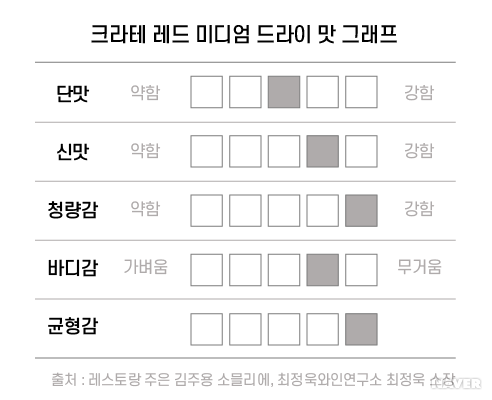 크라테 레드 미디엄 드라이 맛 그래프
단맛 약함 강함
신맛 약함 강함
청량감 약함 강함
바디감 가벼움 무거움
균형감
출처 : 레스토랑 주은 김주용 소믈리에, 최정욱와인연구소 최정욱 소장
NAVER